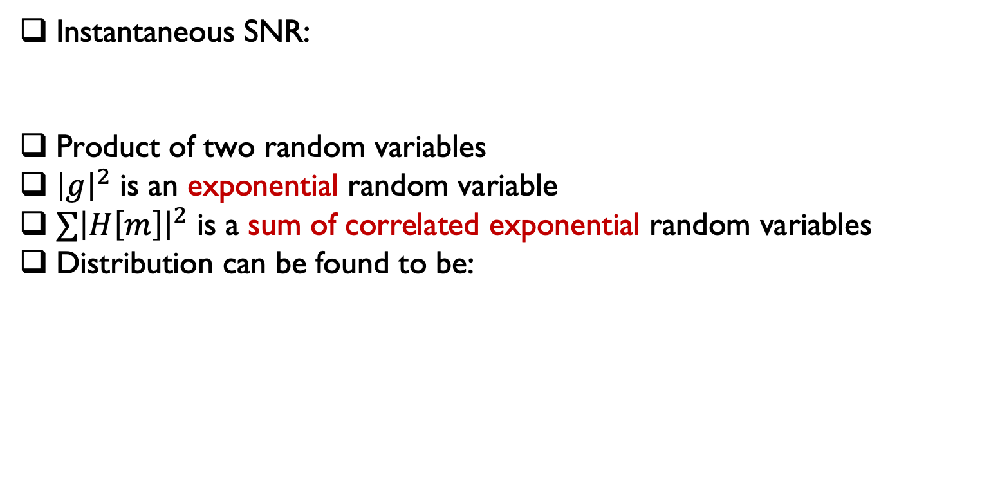 ❑ Instantaneous SNR:
❑ Product of two random variables
❑ |g|² is an exponential random variable
❑ ∑|H[m]|² is a sum of correlated exponential random variables
❑ Distribution can be found to be: